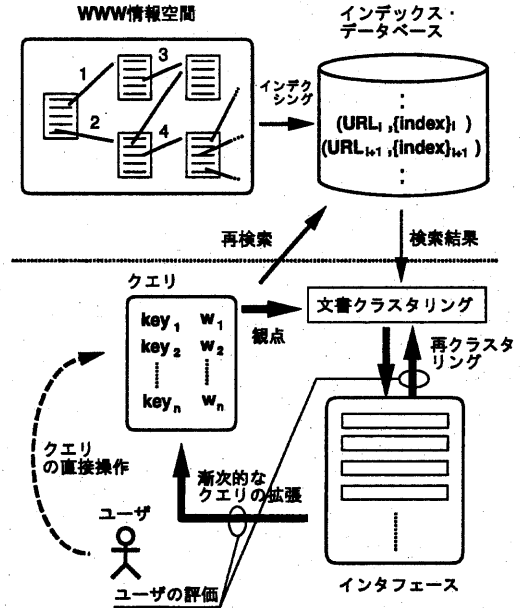 WWW情報空間
インデックス・
データベース
1
2
3
4
インデク
シング
(URLi ,{index}i )
(URLi+1 ,{index}i+1 )
再検索
検索結果
クエリ
key1 w1
key2 w2
keyn wn
観点
文書クラスタリング
再クラスタ
リング
クエリ
の直接操作
漸次的な
クエリの拡張
ユーザ
ユーザの評価
インタフェース